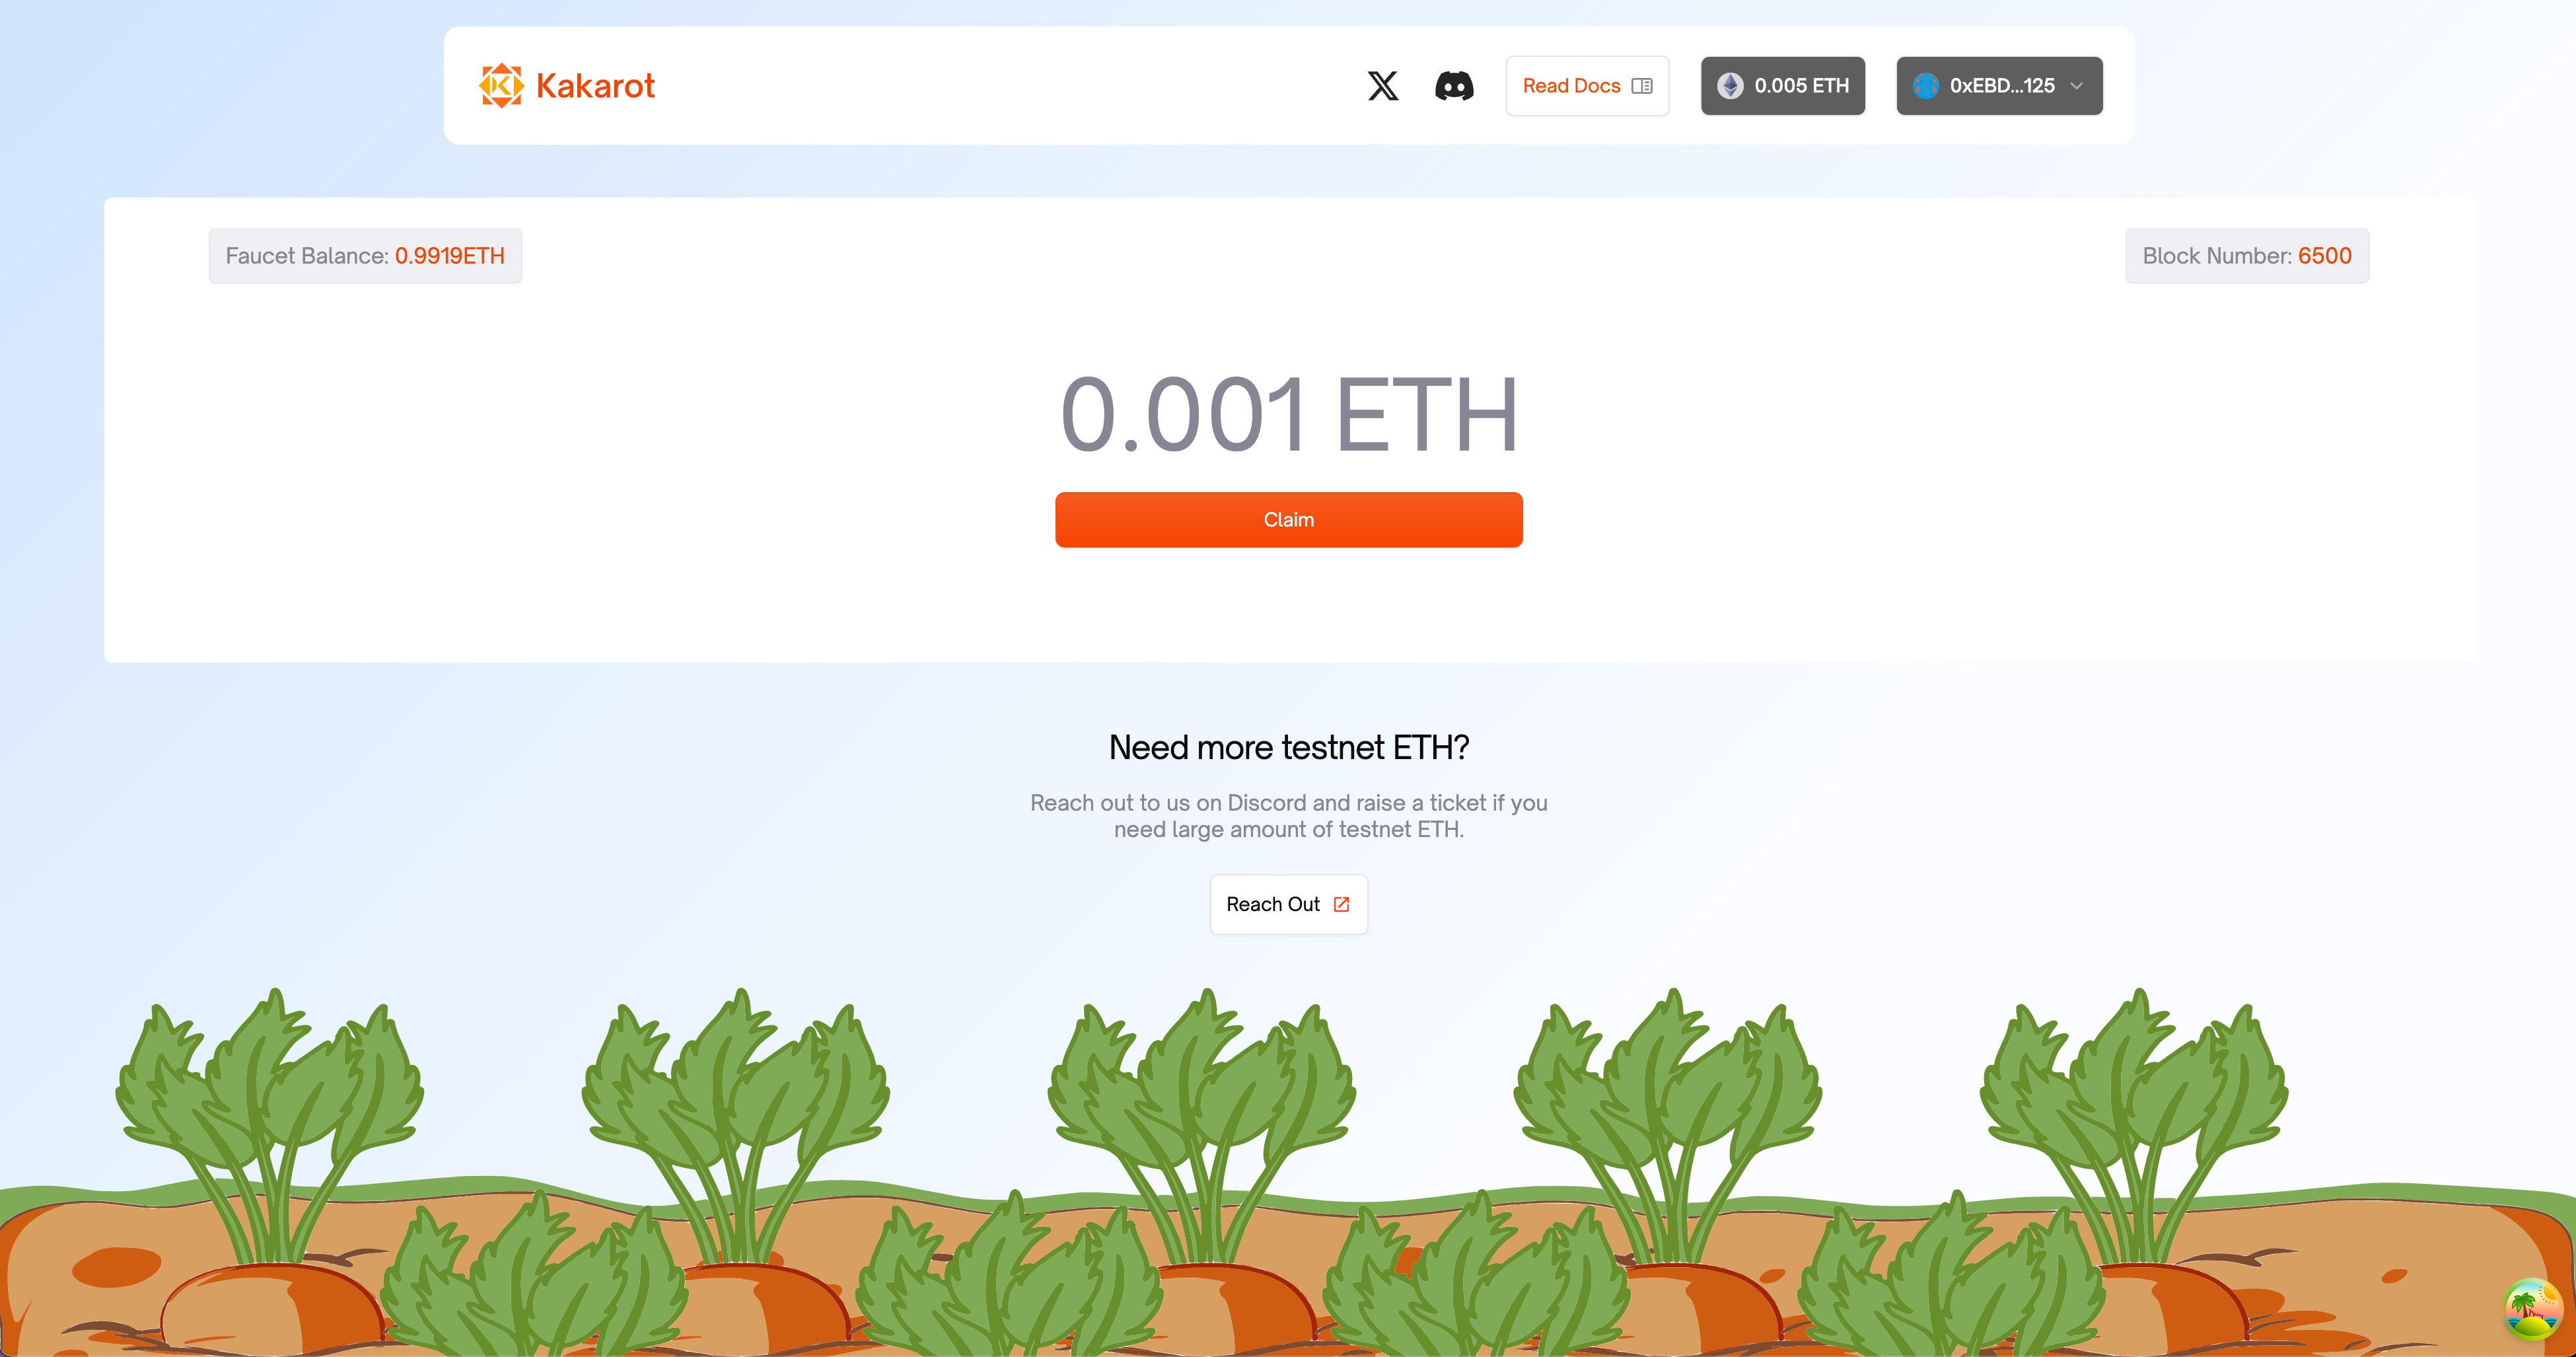 Kakarot
Read Docs
0.005 ETH
0xEBD...125
Faucet Balance: 0.9919ETH
Block Number: 6500
0.001 ETH
Claim
Need more testnet ETH?
Reach out to us on Discord and raise a ticket if you
need large amount of testnet ETH.
Reach Out